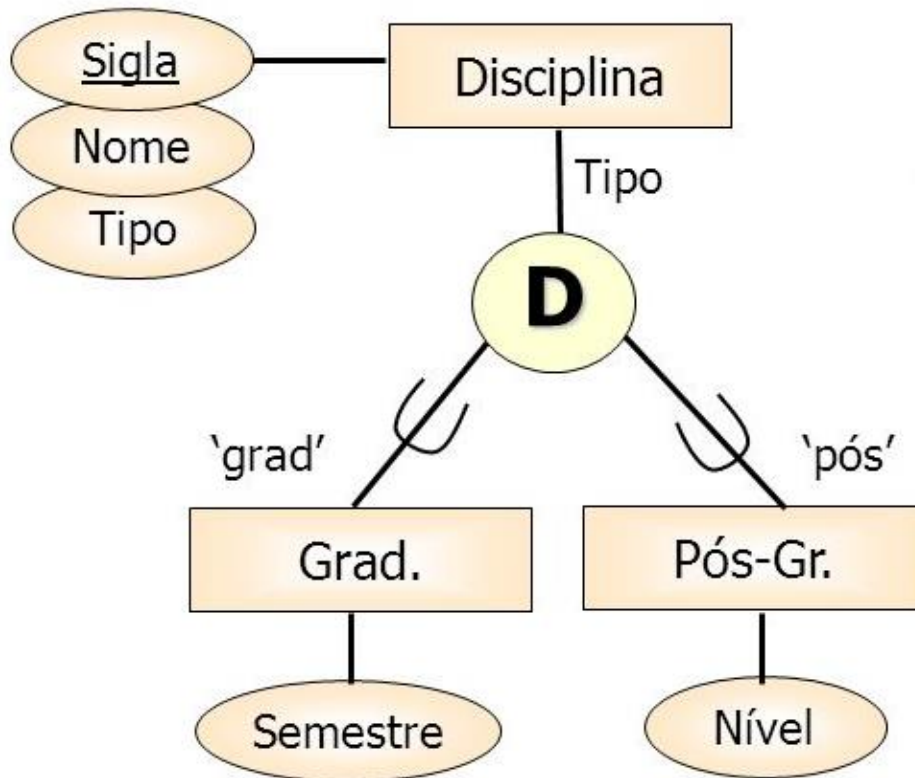 Sigla
Disciplina
Nome
Tipo
Tipo
D
'grad'
'pós'
Grad.
Pós-Gr.
Semestre
Nível